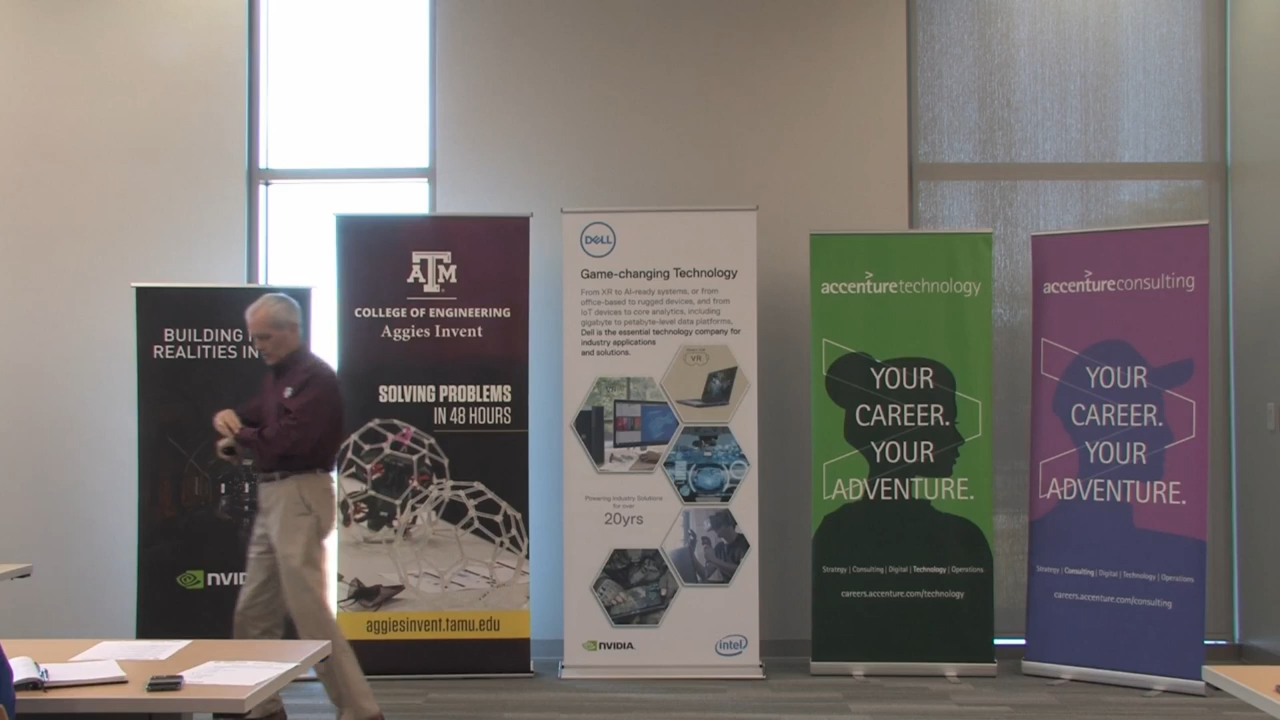 BUILDING
REALITIES IN
NVID
ATM
COLLEGE OF ENGINEERING
Aggies Invent
SOLVING PROBLEMS
IN 48 HOURS
aggiesinvent.tamu.edu
DELL
Game-changing Technology
From XR to AI-ready systems, or from
office-based to rugged devices, and from
IoT devices to core analytics, including
gigabyte to petabyte-level data platforms,
Dell is the essential technology company for
industry applications
and solutions.
VR
Powering Industry Solutions
for over
20yrs
NVIDIA.
intel
accenturetechnology
YOUR
CAREER.
YOUR
ADVENTURE.
Strategy | Consulting | Digital | Technology | Operations
careers.accenture.com/technology
accentureconsulting
YOUR
CAREER.
YOUR
ADVENTURE.
Strategy | Consulting | Digital | Technology | Operations
careers.accenture.com/consulting